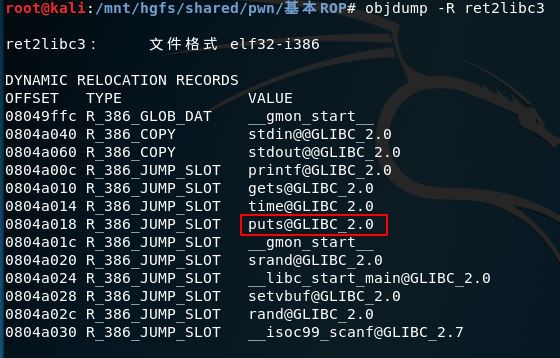 root@kali:/mnt/hgfs/shared/pwn/基本ROP# objdump -R ret2libc3
ret2libc3： 文件格式 elf32-i386
DYNAMIC RELOCATION RECORDS
OFFSET TYPE VALUE
08049ffc R_386_GLOB_DAT __gmon_start__
0804a040 R_386_COPY stdin@@GLIBC_2.0
0804a060 R_386_COPY stdout@@GLIBC_2.0
0804a00c R_386_JUMP_SLOT printf@GLIBC_2.0
0804a010 R_386_JUMP_SLOT gets@GLIBC_2.0
0804a014 R_386_JUMP_SLOT time@GLIBC_2.0
0804a018 R_386_JUMP_SLOT puts@GLIBC_2.0
0804a01c R_386_JUMP_SLOT __gmon_start__
0804a020 R_386_JUMP_SLOT srand@GLIBC_2.0
0804a024 R_386_JUMP_SLOT __libc_start_main@GLIBC_2.0
0804a028 R_386_JUMP_SLOT setvbuf@GLIBC_2.0
0804a02c R_386_JUMP_SLOT rand@GLIBC_2.0
0804a030 R_386_JUMP_SLOT __isoc99_scanf@GLIBC_2.7